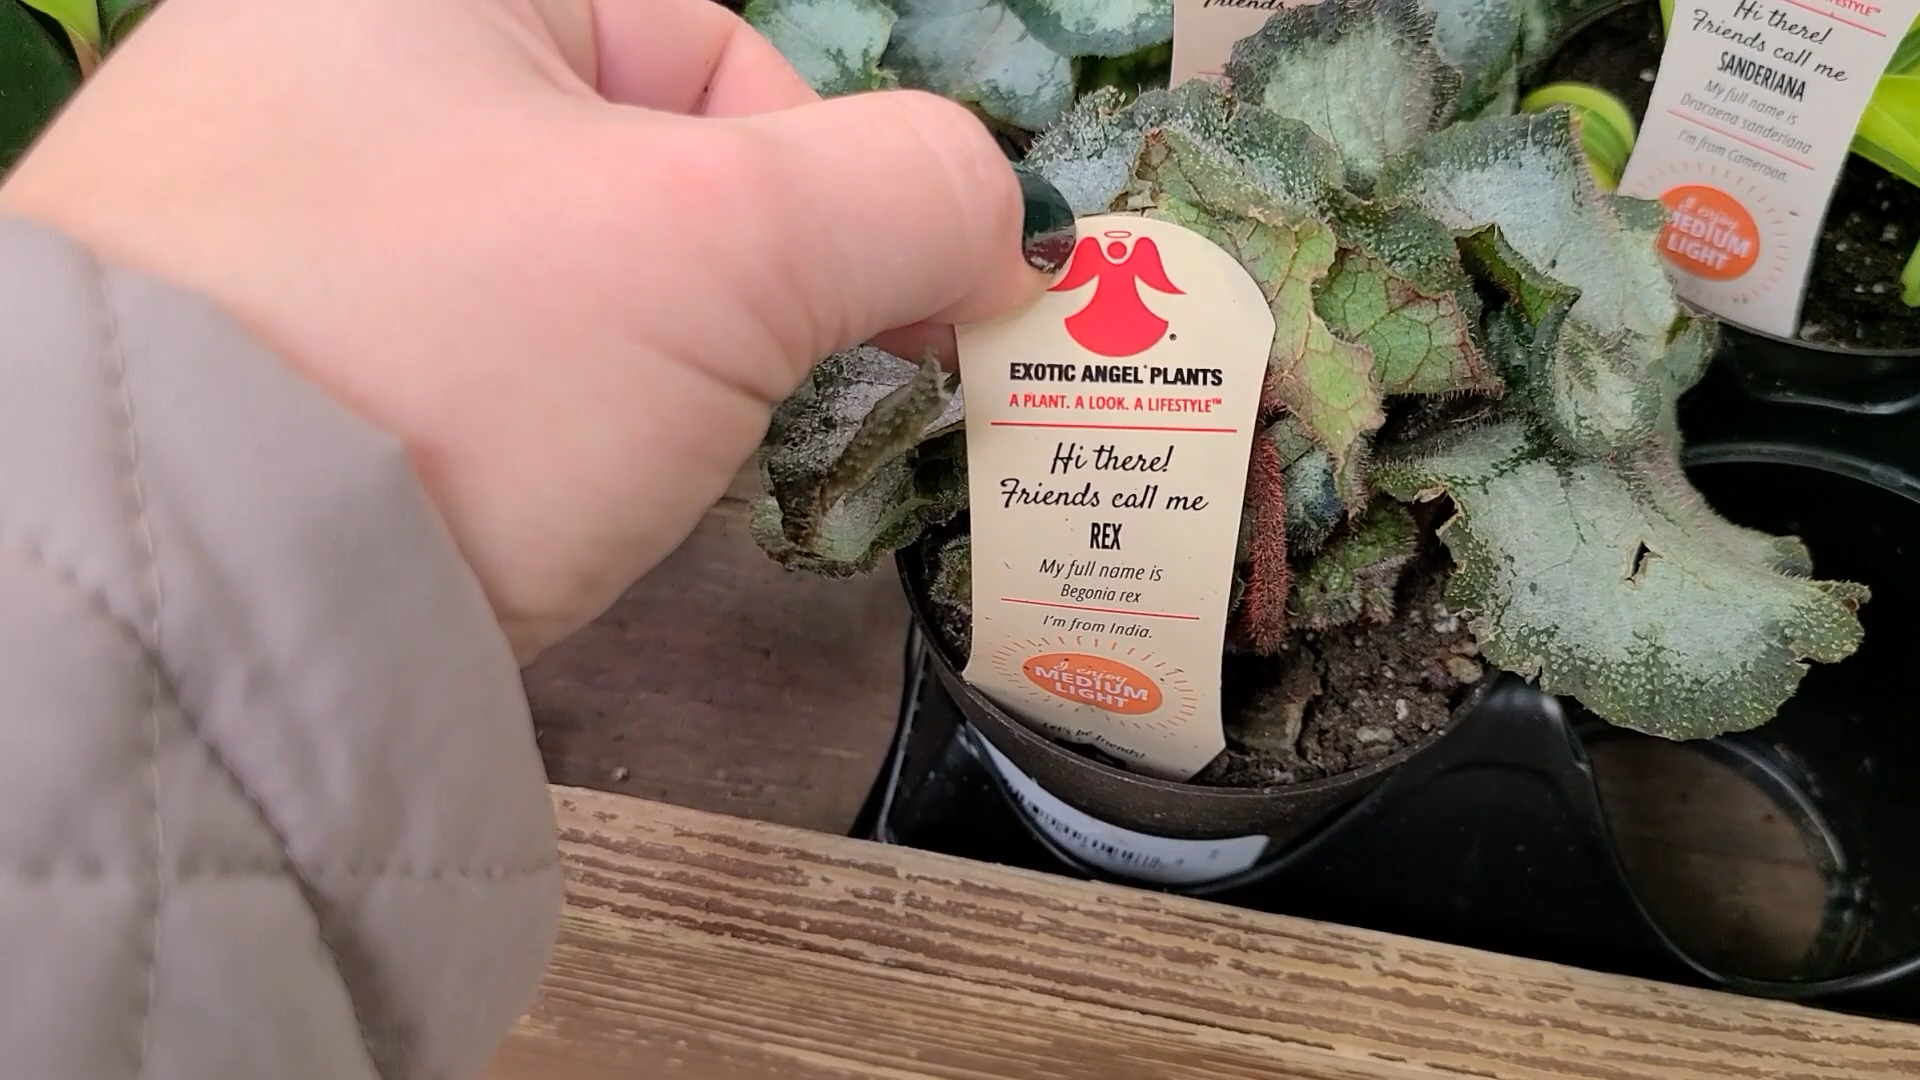 EXOTIC ANGEL PLANTS
A PLANT. A LOOK. A LIFESTYLE™
Hi there!
Friends call me
REX
My full name is
Begonia rex
I'm from India.
I enjoy
MEDIUM
LIGHT
Let's be friends!
Friends
LIFESTYLE™
Hi there!
Friends call me
SANDERIANA
My full name is
Dracaena sanderiana
I'm from Cameroon.
I enjoy
MEDIUM
LIGHT